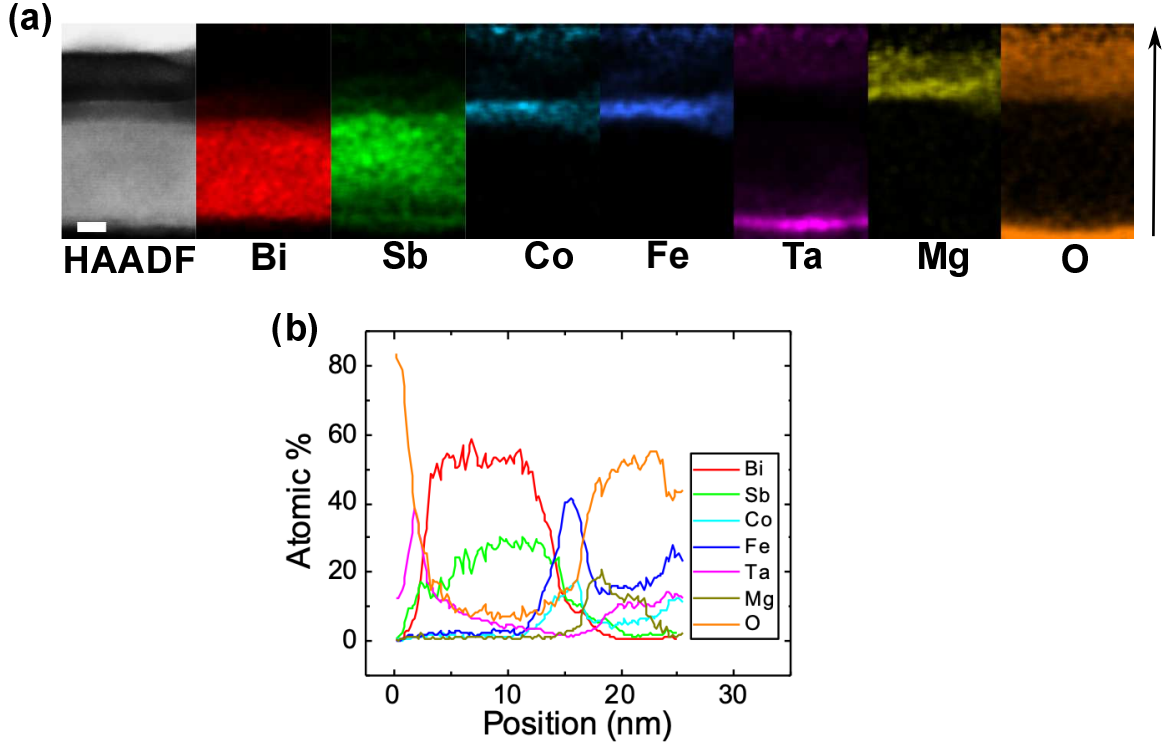 (a)
HAADF Bi Sb Co Fe Ta Mg O
(b)
80
60
40
20
0
Atomic %
Bi
Sb
Co
Fe
Ta
Mg
O
0 10 20 30
Position (nm)